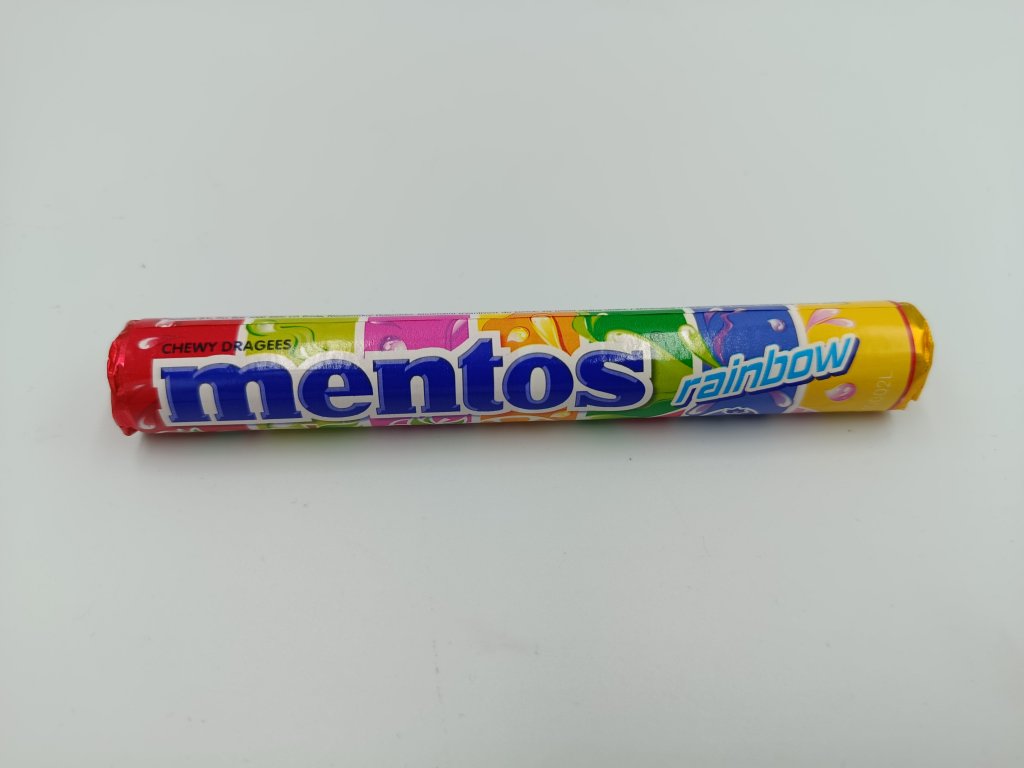 CHEWY DRAGEES
mentos
rainbow